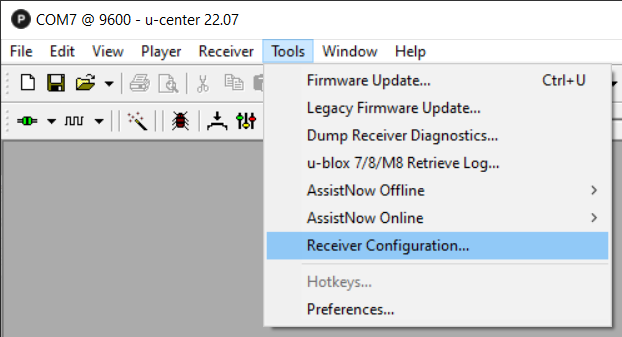 P COM7 @ 9600 - u-center 22.07
File Edit View Player Receiver Tools Window Help
Firmware Update... Ctrl+U
Legacy Firmware Update...
Dump Receiver Diagnostics...
u-blox 7/8/M8 Retrieve Log...
AssistNow Offline
AssistNow Online
Receiver Configuration...
Hotkeys...
Preferences...